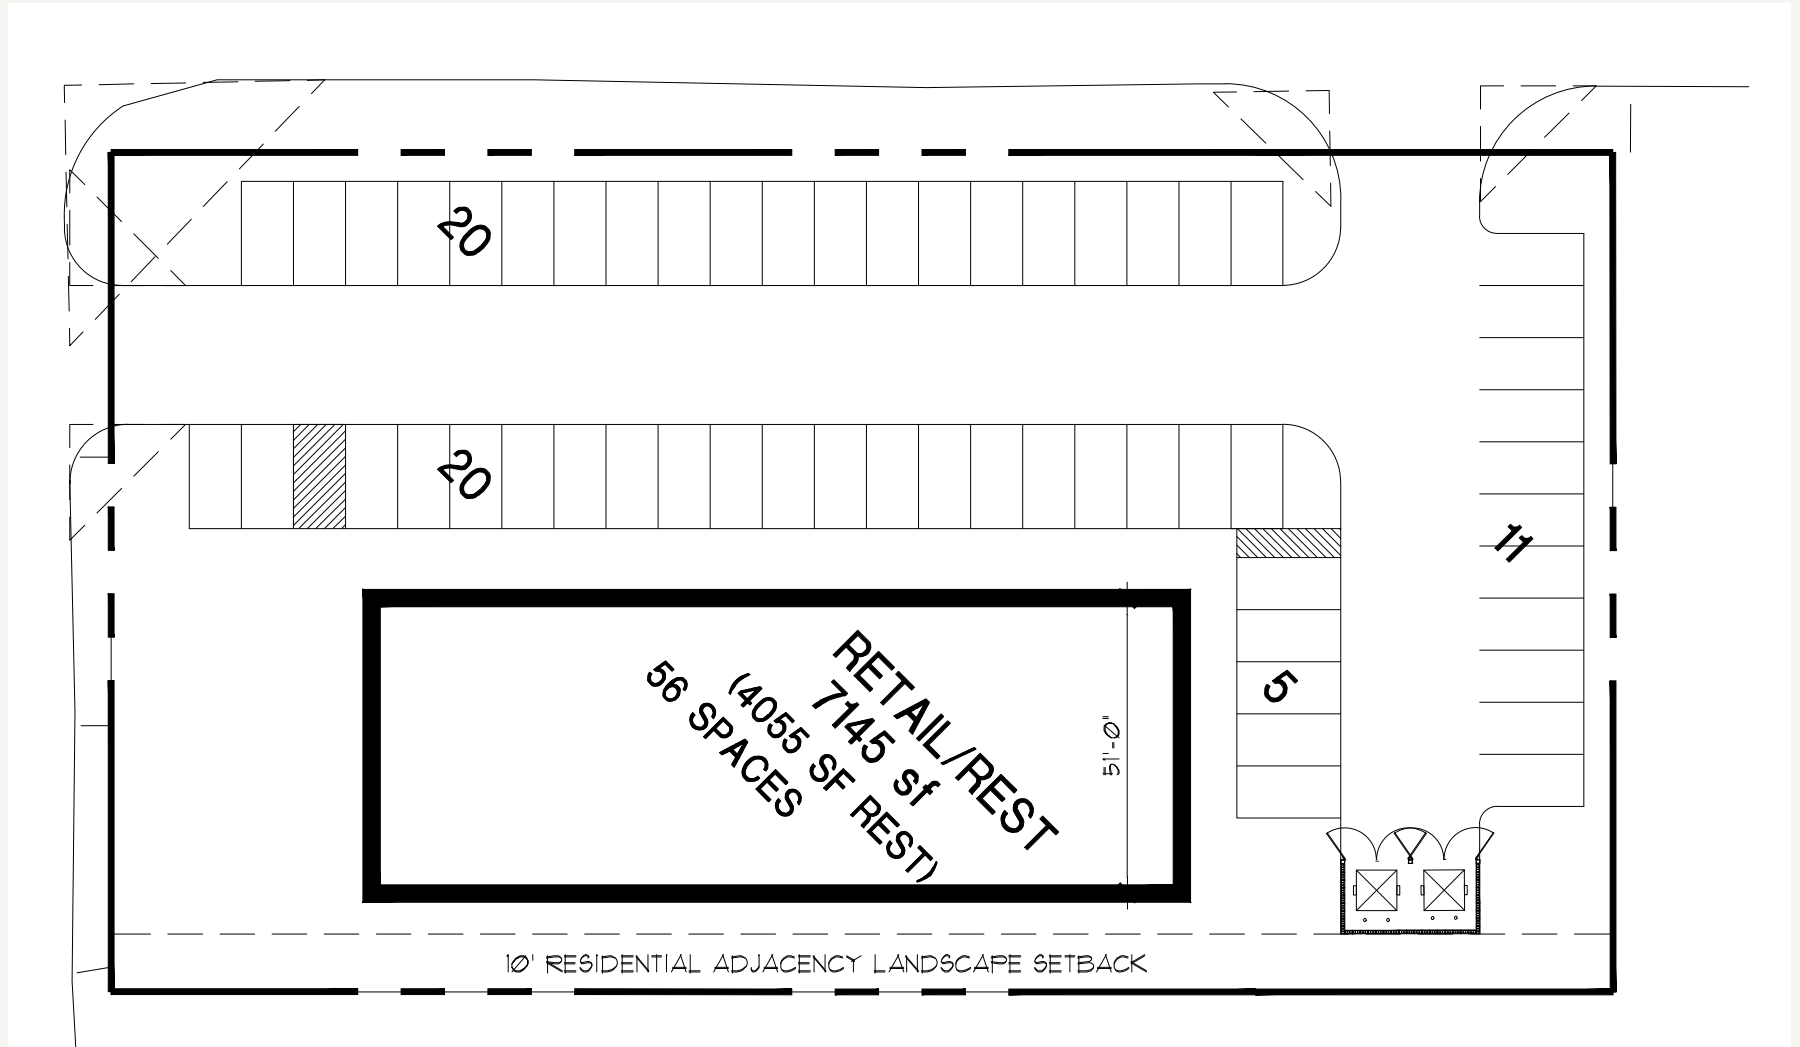 20
20
11
RETAIL/REST
7145 sf
(4055 SF REST)
56 SPACES
51'-0"
5
10' RESIDENTIAL ADJACENCY LANDSCAPE SETBACK